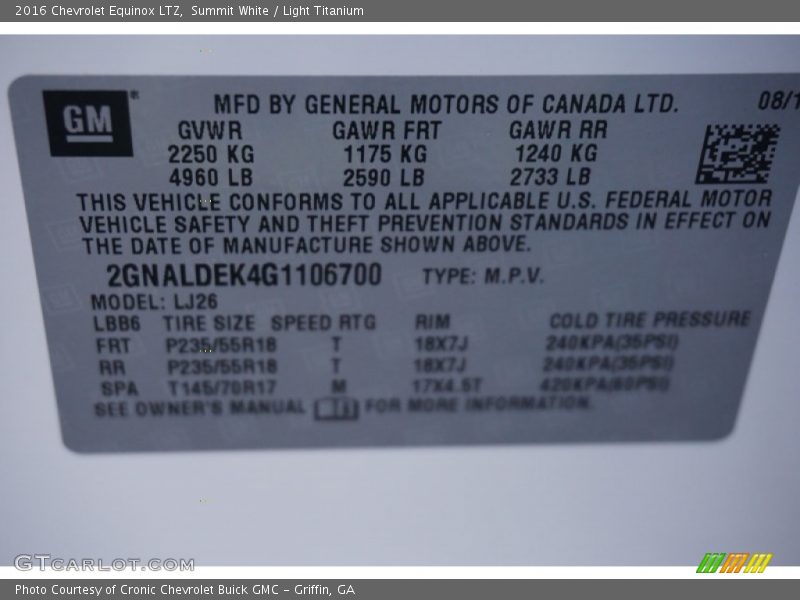 2016 Chevrolet Equinox LTZ, Summit White / Light Titanium
GM
MFD BY GENERAL MOTORS OF CANADA LTD. 08/1
GVWR GAWR FRT GAWR RR
2250 KG 1175 KG 1240 KG
4960 LB 2590 LB 2733 LB
THIS VEHICLE CONFORMS TO ALL APPLICABLE U.S. FEDERAL MOTOR
VEHICLE SAFETY AND THEFT PREVENTION STANDARDS IN EFFECT ON
THE DATE OF MANUFACTURE SHOWN ABOVE.
2GNALDEK4G1106700 TYPE: M.P.V.
MODEL: LJ26
LBB6 TIRE SIZE SPEED RTG RIM COLD TIRE PRESSURE
FRT P235/55R18 T 18X7J 240KPA(35PSI)
RR P235/55R18 T 18X7J 240KPA(35PSI)
SPA T145/70R17 M 17X4.5T 420KPA(60PSI)
SEE OWNER'S MANUAL FOR MORE INFORMATION.
GTCARLOT.COM
Photo Courtesy of Cronic Chevrolet Buick GMC - Griffin, GA